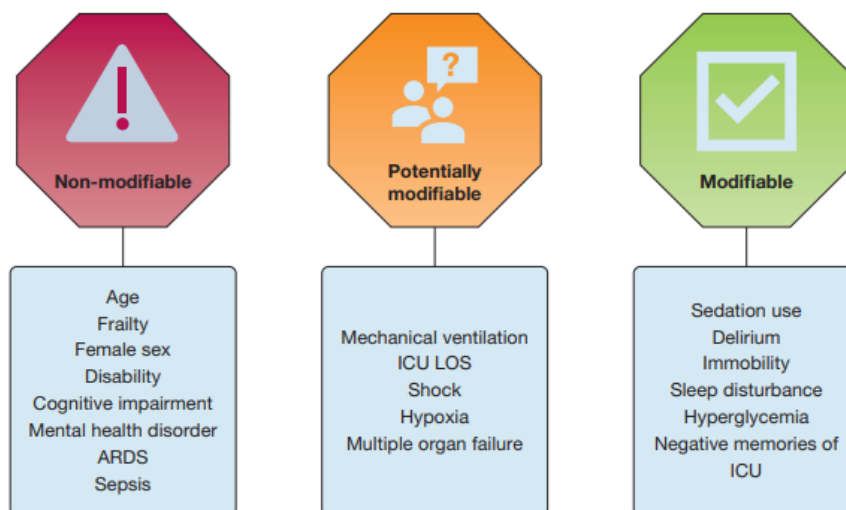 Non-modifiable
Age
Frailty
Female sex
Disability
Cognitive impairment
Mental health disorder
ARDS
Sepsis
?
Potentially
modifiable
Mechanical ventilation
ICU LOS
Shock
Hypoxia
Multiple organ failure
Modifiable
Sedation use
Delirium
Immobility
Sleep disturbance
Hyperglycemia
Negative memories of
ICU